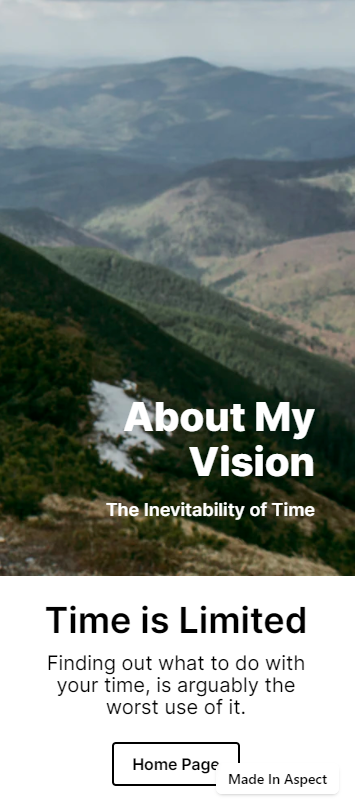 About My
Vision
The Inevitability of Time
Time is Limited
Finding out what to do with
your time, is arguably the
worst use of it.
Home Page
Made In Aspect